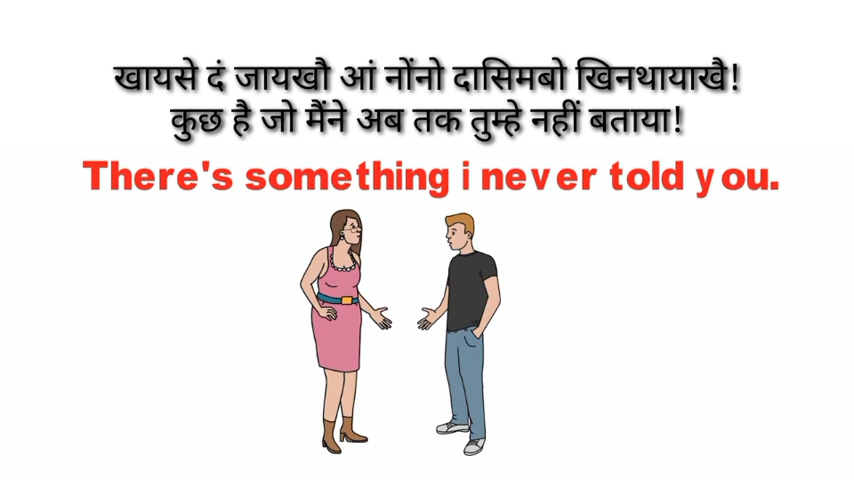 खायसे दं जायखौ आं नोंनो दासिमबो खिनथायाखै!
कुछ है जो मैंने अब तक तुम्हे नहीं बताया!
There's something i never told you.